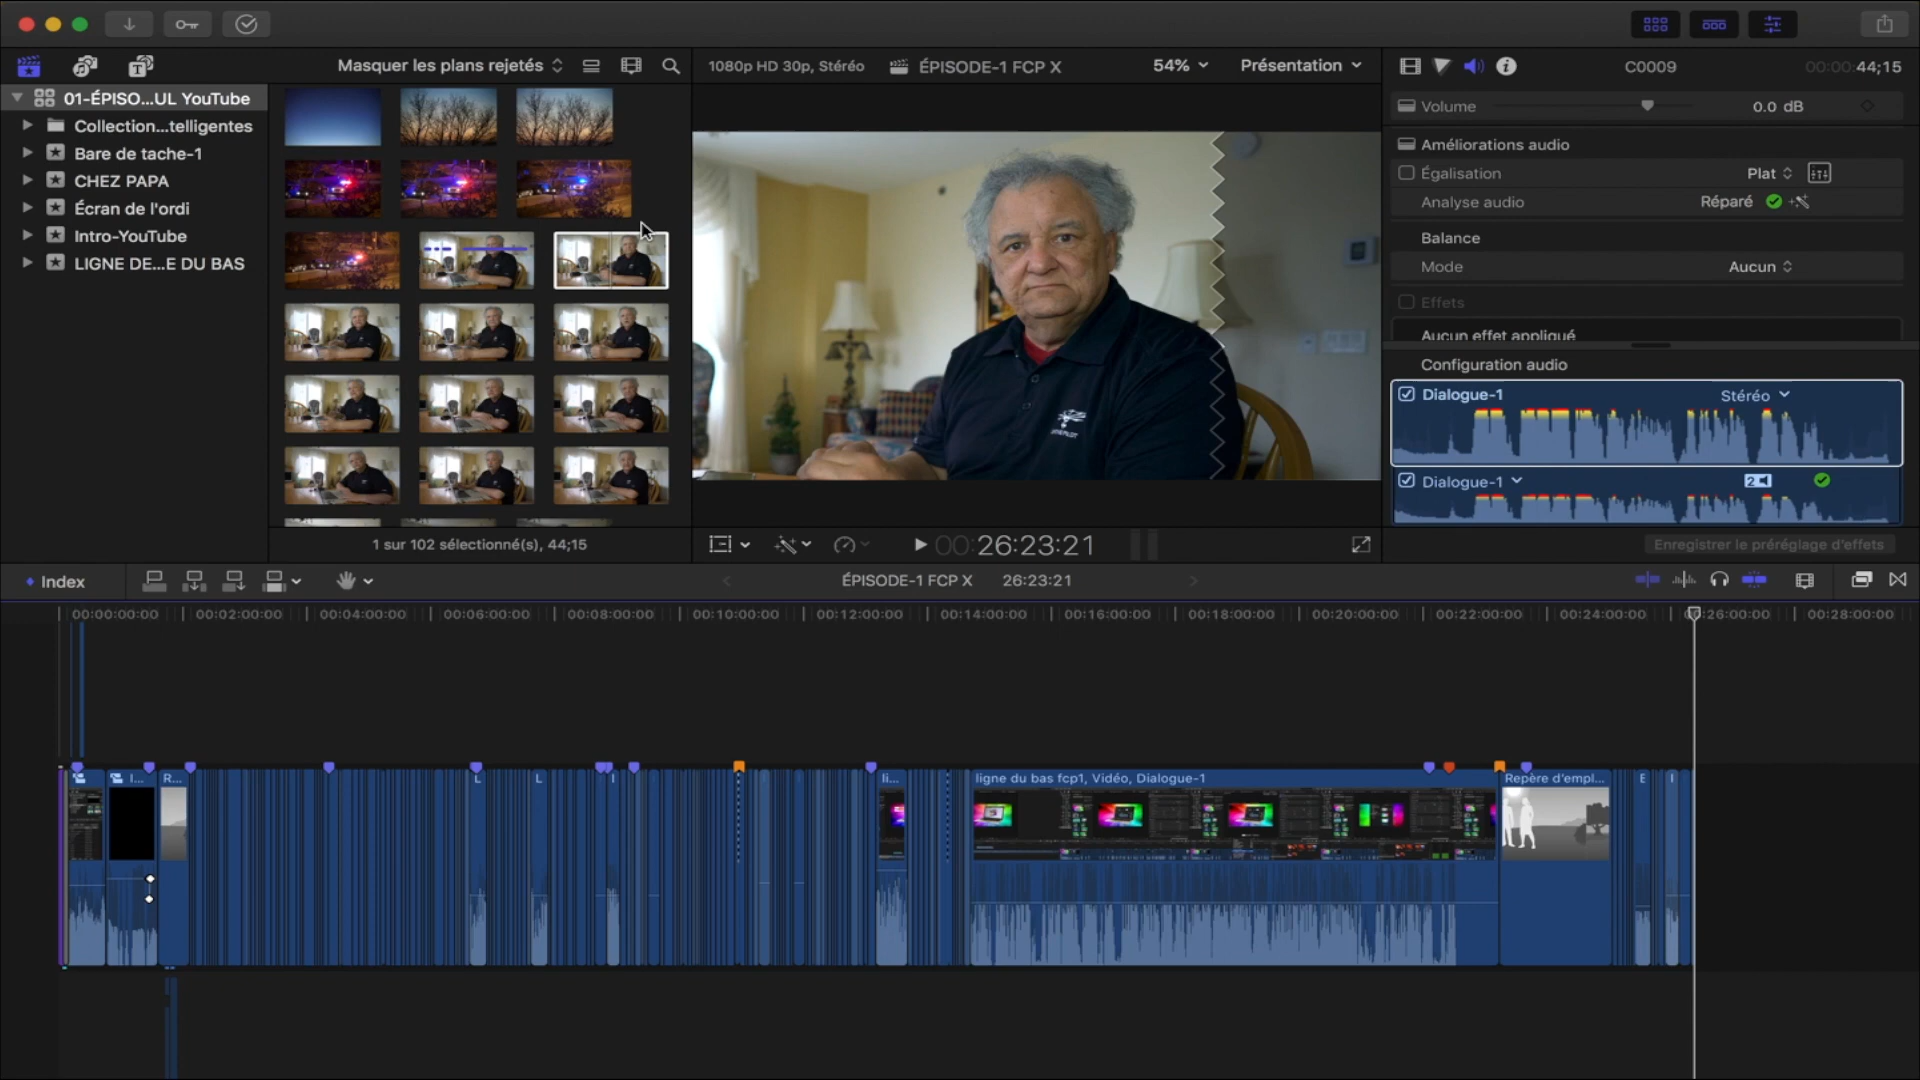 Masquer les plans rejetés
1080p HD 30p, Stéréo
ÉPISODE-1 FCP X
54%
Présentation
C0009
00:00:44;15
01-ÉPISO...UL YouTube
Collection...telligentes
Bare de tache-1
CHEZ PAPA
Écran de l'ordi
Intro-YouTube
LIGNE DE...E DU BAS
Volume
0.0 dB
Améliorations audio
Égalisation
Plat
Analyse audio
Réparé
Balance
Mode
Aucun
Effets
Aucun effet appliqué
Configuration audio
Dialogue-1
Stéréo
Dialogue-1
2
1 sur 102 sélectionné(s), 44;15
00:26:23:21
Enregistrer le préréglage d'effets
Index
ÉPISODE-1 FCP X
26:23:21
00:00:00:00
00:02:00:00
00:04:00:00
00:06:00:00
00:08:00:00
00:10:00:00
00:12:00:00
00:14:00:00
00:16:00:00
00:18:00:00
00:20:00:00
00:22:00:00
00:24:00:00
00:26:00:00
00:28:00:00
I...
R...
L
L
I
li...
ligne du bas fcp1, Vidéo, Dialogue-1
Repère d'empl...
E
I